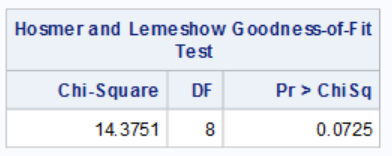 Hosmer and Lemeshow Goodness-of-Fit
Test
Chi-Square DF Pr > ChiSq
14.3751 8 0.0725